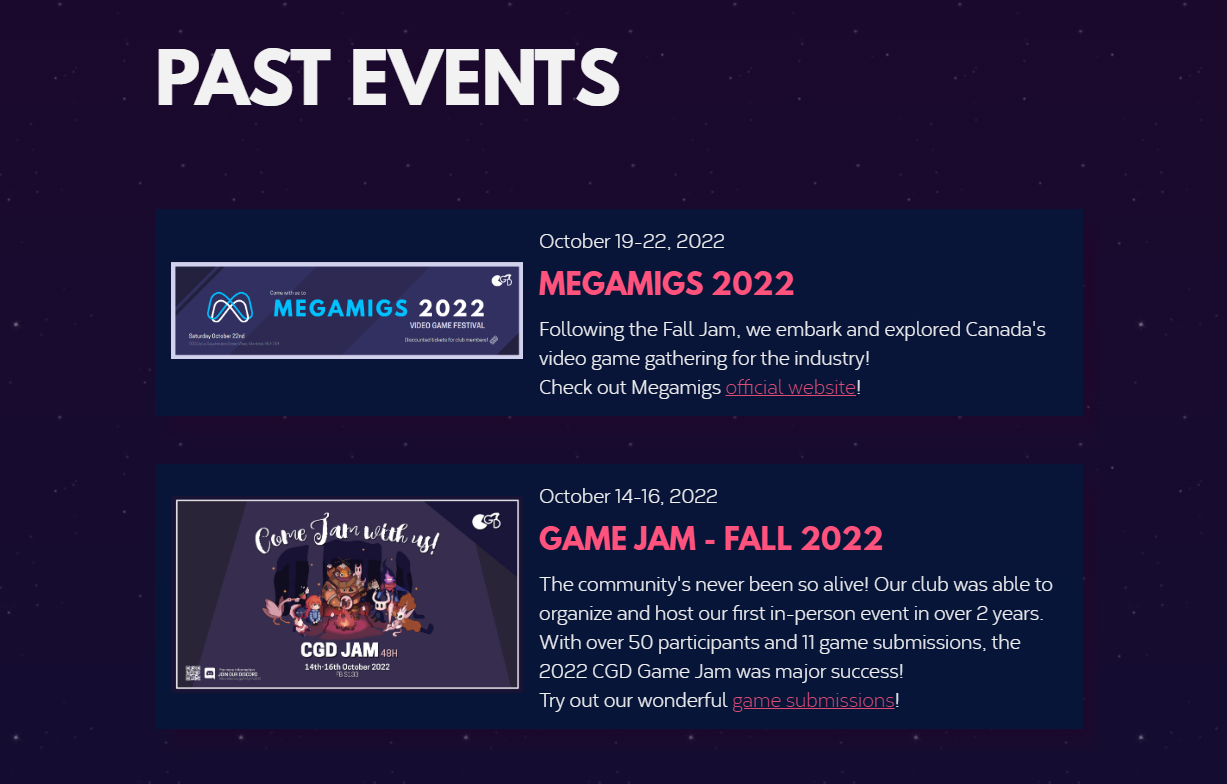 PAST EVENTS
October 19-22, 2022
MEGAMIGS 2022
Following the Fall Jam, we embark and explored Canada's
video game gathering for the industry!
Check out Megamigs official website!
Come with us to
MEGAMIGS 2022
VIDEO GAME FESTIVAL
Saturday October 22nd
Discounted tickets for club members!
October 14-16, 2022
GAME JAM - FALL 2022
The community's never been so alive! Our club was able to
organize and host our first in-person event in over 2 years.
With over 50 participants and 11 game submissions, the
2022 CGD Game Jam was major success!
Try out our wonderful game submissions!
Come Jam with us!
CGD JAM 48H
14th-16th October 2022
For more information
JOIN OUR DISCORD